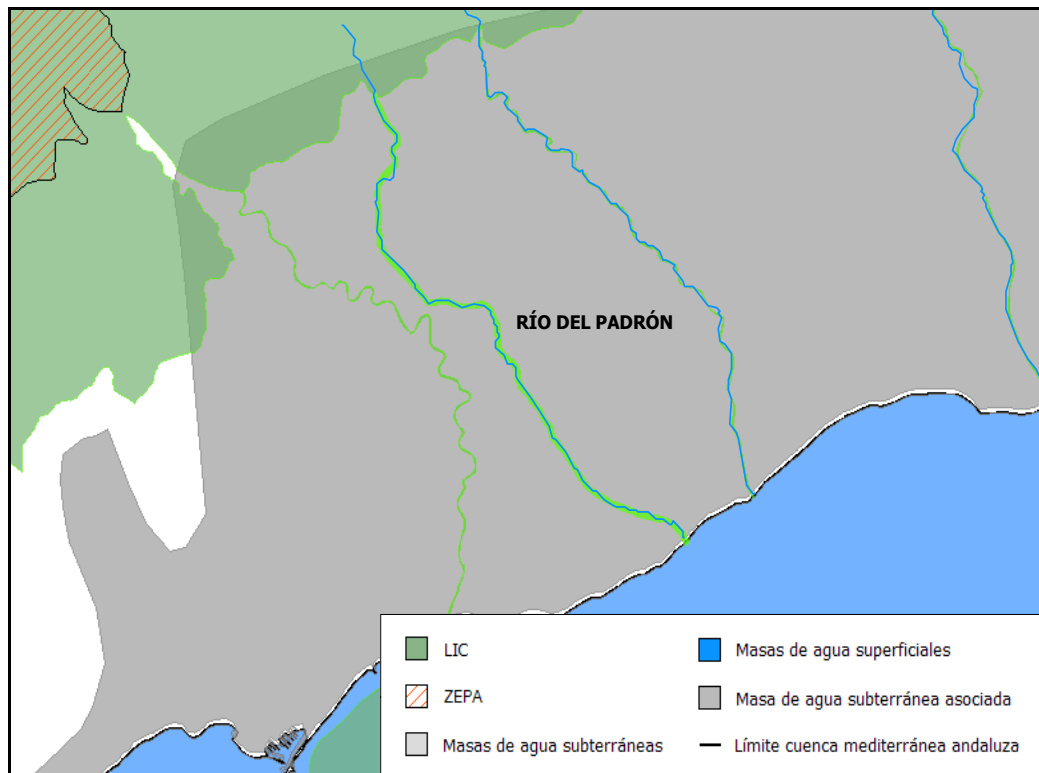 RÍO DEL PADRÓN
LIC
ZEPA
Masas de agua subterráneas
Masas de agua superficiales
Masa de agua subterránea asociada
Límite cuenca mediterránea andaluza